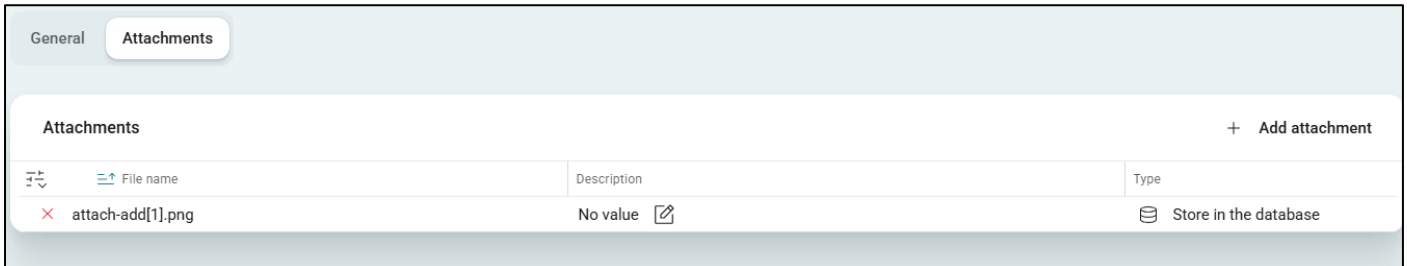 General Attachments
Attachments + Add attachment
File name Description Type
attach-add[1].png No value Store in the database